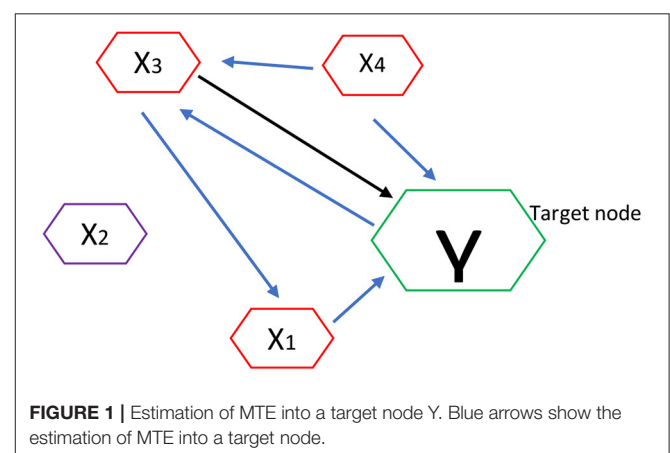 X3
X4
Target node
Y
X2
X1
FIGURE 1 | Estimation of MTE into a target node Y. Blue arrows show the
estimation of MTE into a target node.